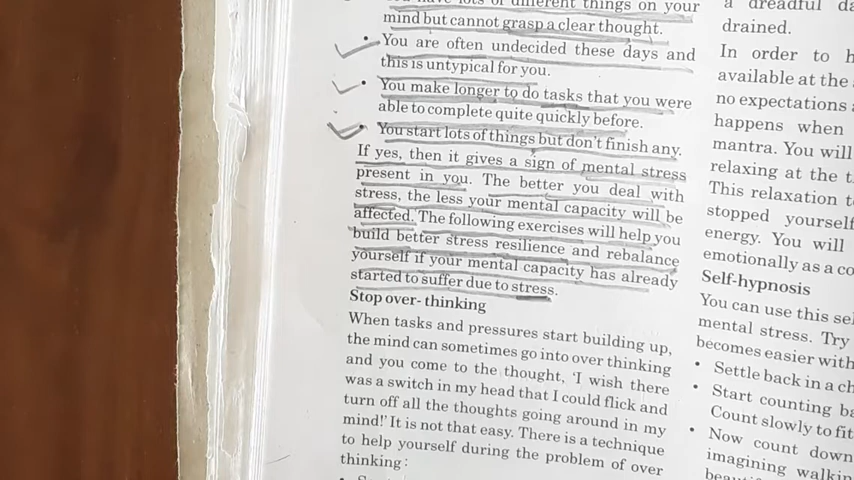 You have lots of different things on your
mind but cannot grasp a clear thought.
• You are often undecided these days and
this is untypical for you.
• You make longer to do tasks that you were
able to complete quite quickly before.
• You start lots of things but don't finish any.
If yes, then it gives a sign of mental stress
present in you. The better you deal with
stress, the less your mental capacity will be
affected. The following exercises will help you
build better stress resilience and rebalance
yourself if your mental capacity has already
started to suffer due to stress.
Stop over- thinking
When tasks and pressures start building up,
the mind can sometimes go into over thinking
and you come to the thought, 'I wish there
was a switch in my head that I could flick and
turn off all the thoughts going around in my
mind!' It is not that easy. There is a technique
to help yourself during the problem of over
thinking :
a dreadful
drained.
In order to
available at the
no expectations
happens when
mantra. You will
relaxing at the
This relaxation
stopped yourself
energy. You will
emotionally as a
Self-hypnosis
You can use this
mental stress. Try
becomes easier with
• Settle back in a
• Start counting
Count slowly to
• Now count down
imagining